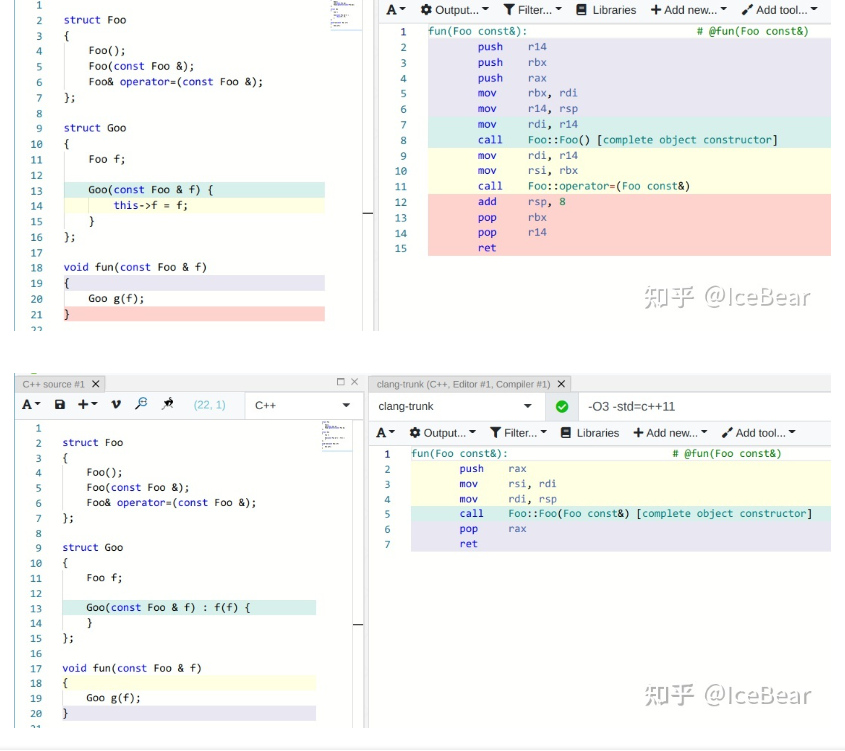 A Output... Filter... Libraries + Add new... Add tool...
1
2 struct Foo
3 {
4 Foo();
5 Foo(const Foo &);
6 Foo& operator=(const Foo &);
7 };
8
9 struct Goo
10 {
11 Foo f;
12
13 Goo(const Foo & f) {
14 this->f = f;
15 }
16 };
17
18 void fun(const Foo & f)
19 {
20 Goo g(f);
21 }
22
1 fun(Foo const&): # @fun(Foo const&)
2 push r14
3 push rbx
4 push rax
5 mov rbx, rdi
6 mov r14, rsp
7 mov rdi, r14
8 call Foo::Foo() [complete object constructor]
9 mov rdi, r14
10 mov rsi, rbx
11 call Foo::operator=(Foo const&)
12 add rsp, 8
13 pop rbx
14 pop r14
15 ret
知乎 @IceBear
C++ source #1 X
A + v (22, 1) C++
1
2 struct Foo
3 {
4 Foo();
5 Foo(const Foo &);
6 Foo& operator=(const Foo &);
7 };
8
9 struct Goo
10 {
11 Foo f;
12
13 Goo(const Foo & f) : f(f) {
14 }
15 };
16
17 void fun(const Foo & f)
18 {
19 Goo g(f);
20 }
21
clang-trunk (C++, Editor #1, Compiler #1) X
clang-trunk -O3 -std=c++11
A Output... Filter... Libraries + Add new... Add tool...
1 fun(Foo const&): # @fun(Foo const&)
2 push rax
3 mov rsi, rdi
4 mov rdi, rsp
5 call Foo::Foo(Foo const&) [complete object constructor]
6 pop rax
7 ret
知乎 @IceBear